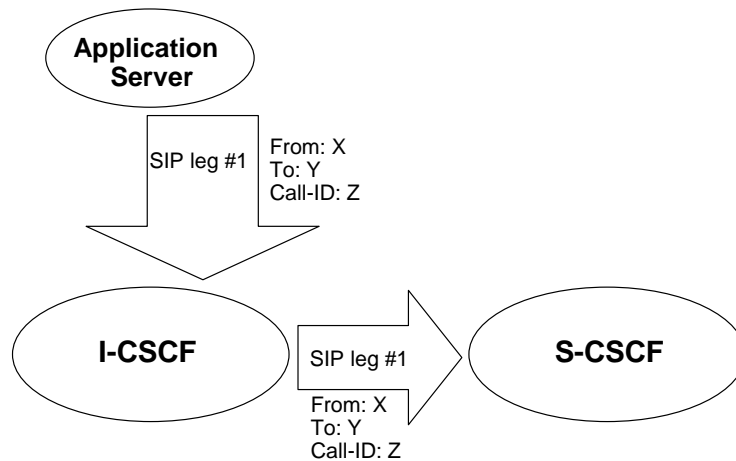 Application
Server
SIP leg #1
From: X
To: Y
Call-ID: Z
I-CSCF
SIP leg #1
S-CSCF
From: X
To: Y
Call-ID: Z